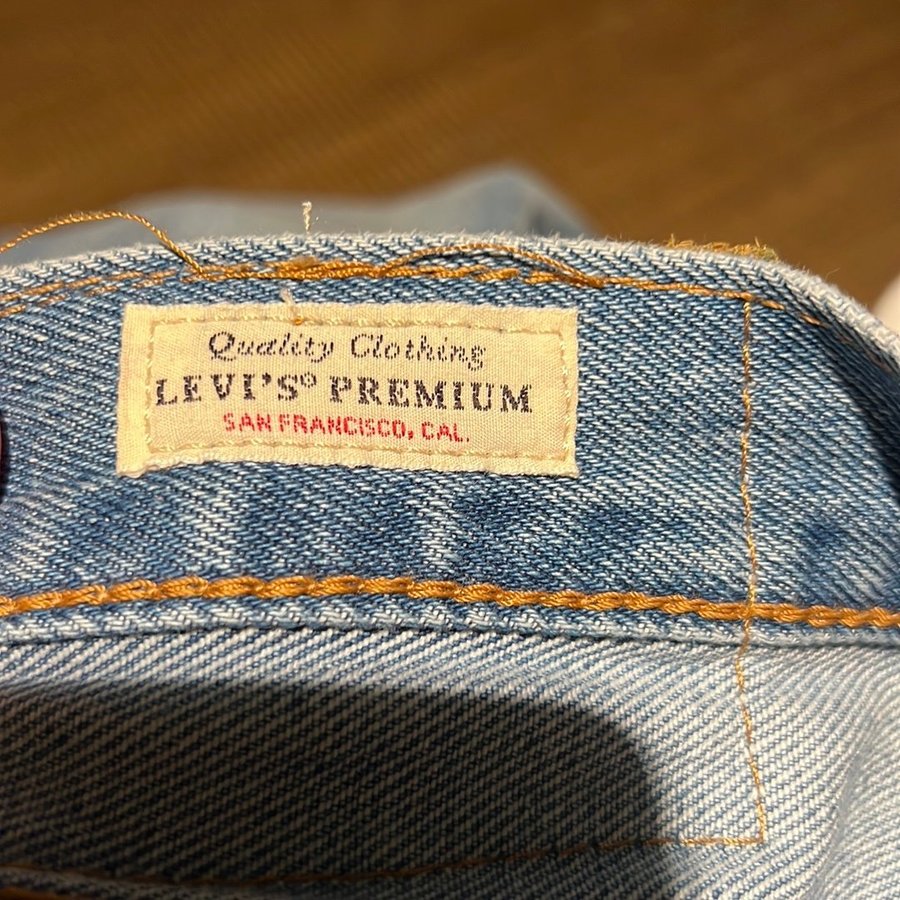 Quality Clothing
LEVI'S® PREMIUM
SAN FRANCISCO, CAL.